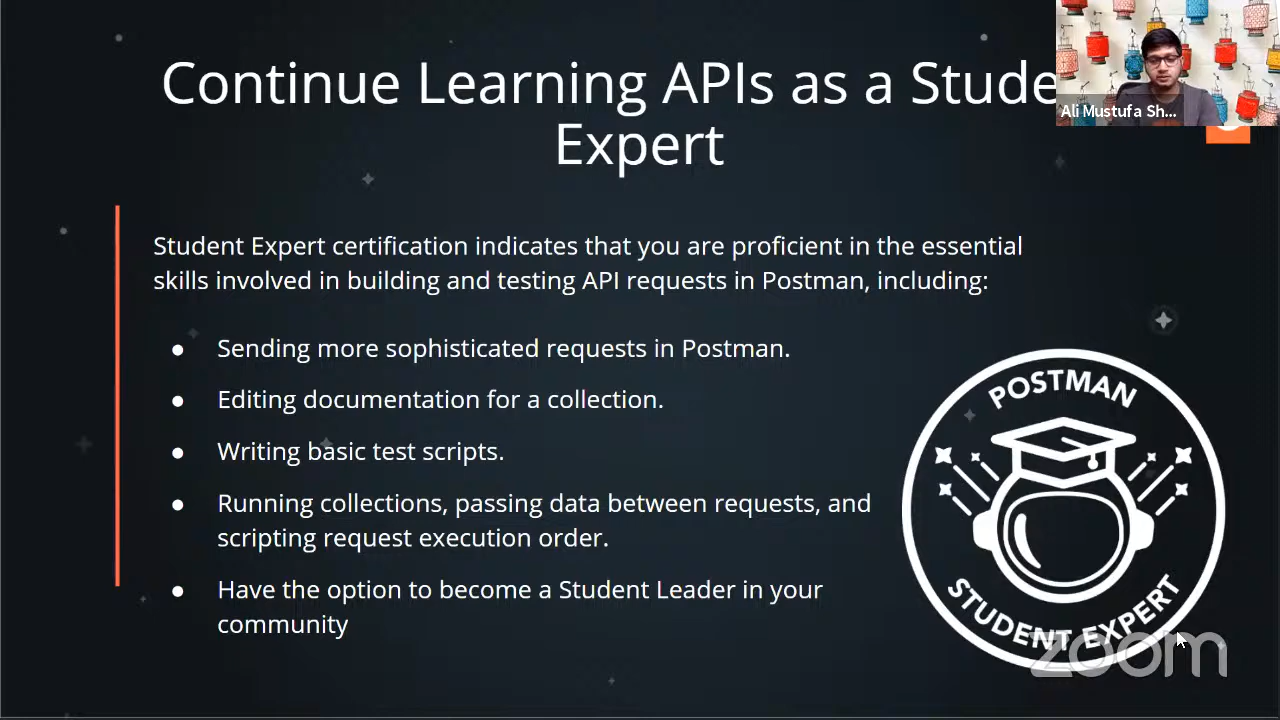 Continue Learning APIs as a Stude
Expert
Ali Mustufa Sh...
Student Expert certification indicates that you are proficient in the essential
skills involved in building and testing API requests in Postman, including:
● Sending more sophisticated requests in Postman.
● Editing documentation for a collection.
● Writing basic test scripts.
● Running collections, passing data between requests, and
scripting request execution order.
● Have the option to become a Student Leader in your
community
POSTMAN
STUDENT EXPERT
zoom